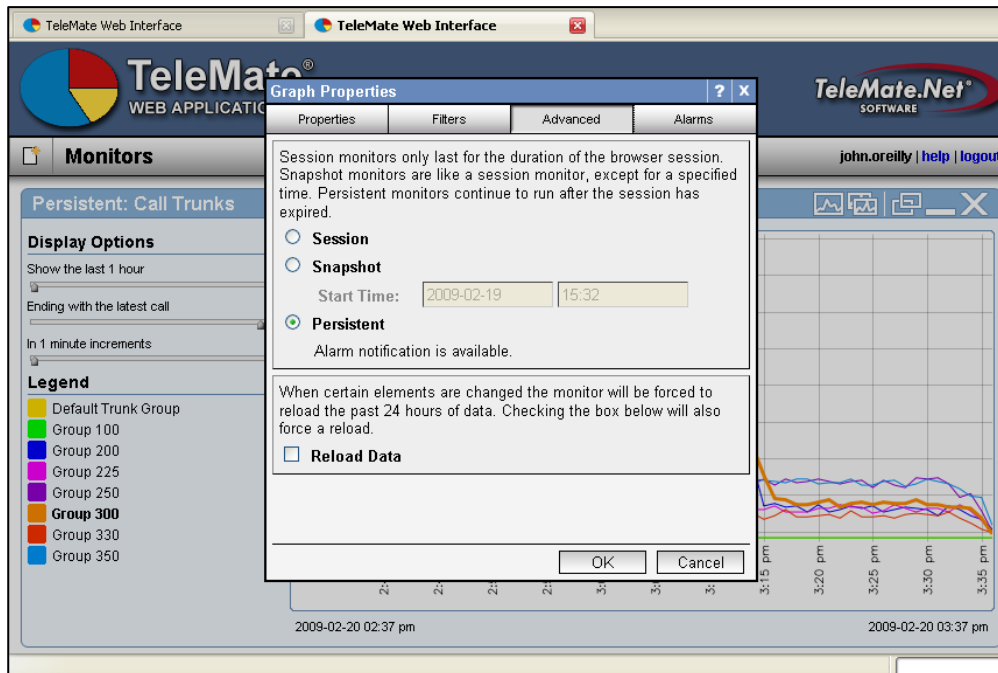 TeleMate Web Interface
TeleMate Web Interface
TeleMat
WEB APPLICATIO
TeleMate.Net®
SOFTWARE
Graph Properties
? X
Properties
Filters
Advanced
Alarms
Monitors
john.oreilly | help | logout
Session monitors only last for the duration of the browser session.
Snapshot monitors are like a session monitor, except for a specified
time. Persistent monitors continue to run after the session has
expired.
Session
Snapshot
Start Time: 2009-02-19 15:32
Persistent
Alarm notification is available.
When certain elements are changed the monitor will be forced to
reload the past 24 hours of data. Checking the box below will also
force a reload.
Reload Data
OK
Cancel
Persistent: Call Trunks
Display Options
Show the last 1 hour
Ending with the latest call
In 1 minute increments
Legend
Default Trunk Group
Group 100
Group 200
Group 225
Group 250
Group 300
Group 330
Group 350
3:15 pm
3:20 pm
3:25 pm
3:30 pm
3:35 pm
2009-02-20 02:37 pm
2009-02-20 03:37 pm